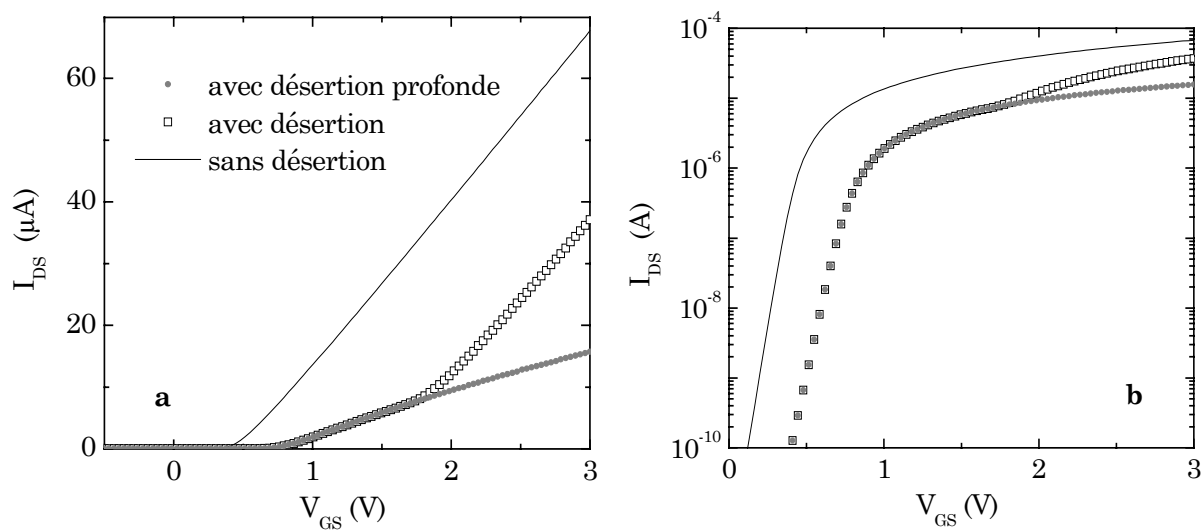 60
40
20
0
I_DS (μA)
avec désertion profonde
avec désertion
sans désertion
a
0 1 2 3
V_GS (V)
10^-4
10^-6
10^-8
10^-10
I_DS (A)
b
0 1 2 3
V_GS (V)